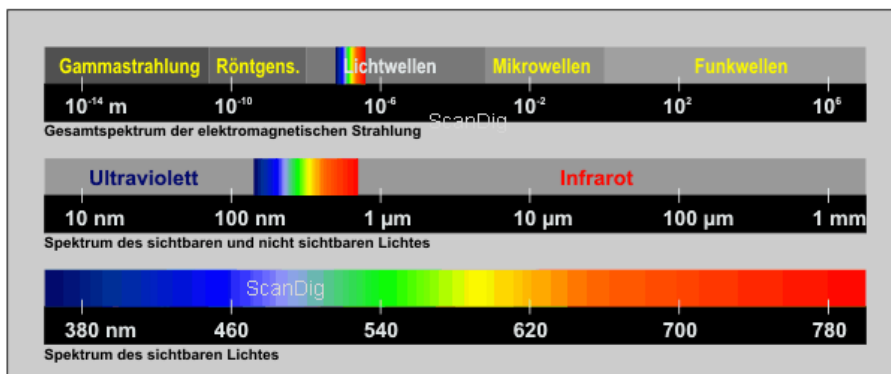 Gammastrahlung Röntgens. Lichtwellen Mikrowellen Funkwellen
10⁻¹⁴ m 10⁻¹⁰ 10⁻⁶ 10⁻² 10² 10⁶
ScanDig
Gesamtspektrum der elektromagnetischen Strahlung
Ultraviolett Infrarot
10 nm 100 nm 1 µm 10 µm 100 µm 1 mm
Spektrum des sichtbaren und nicht sichtbaren Lichtes
ScanDig
380 nm 460 540 620 700 780
Spektrum des sichtbaren Lichtes